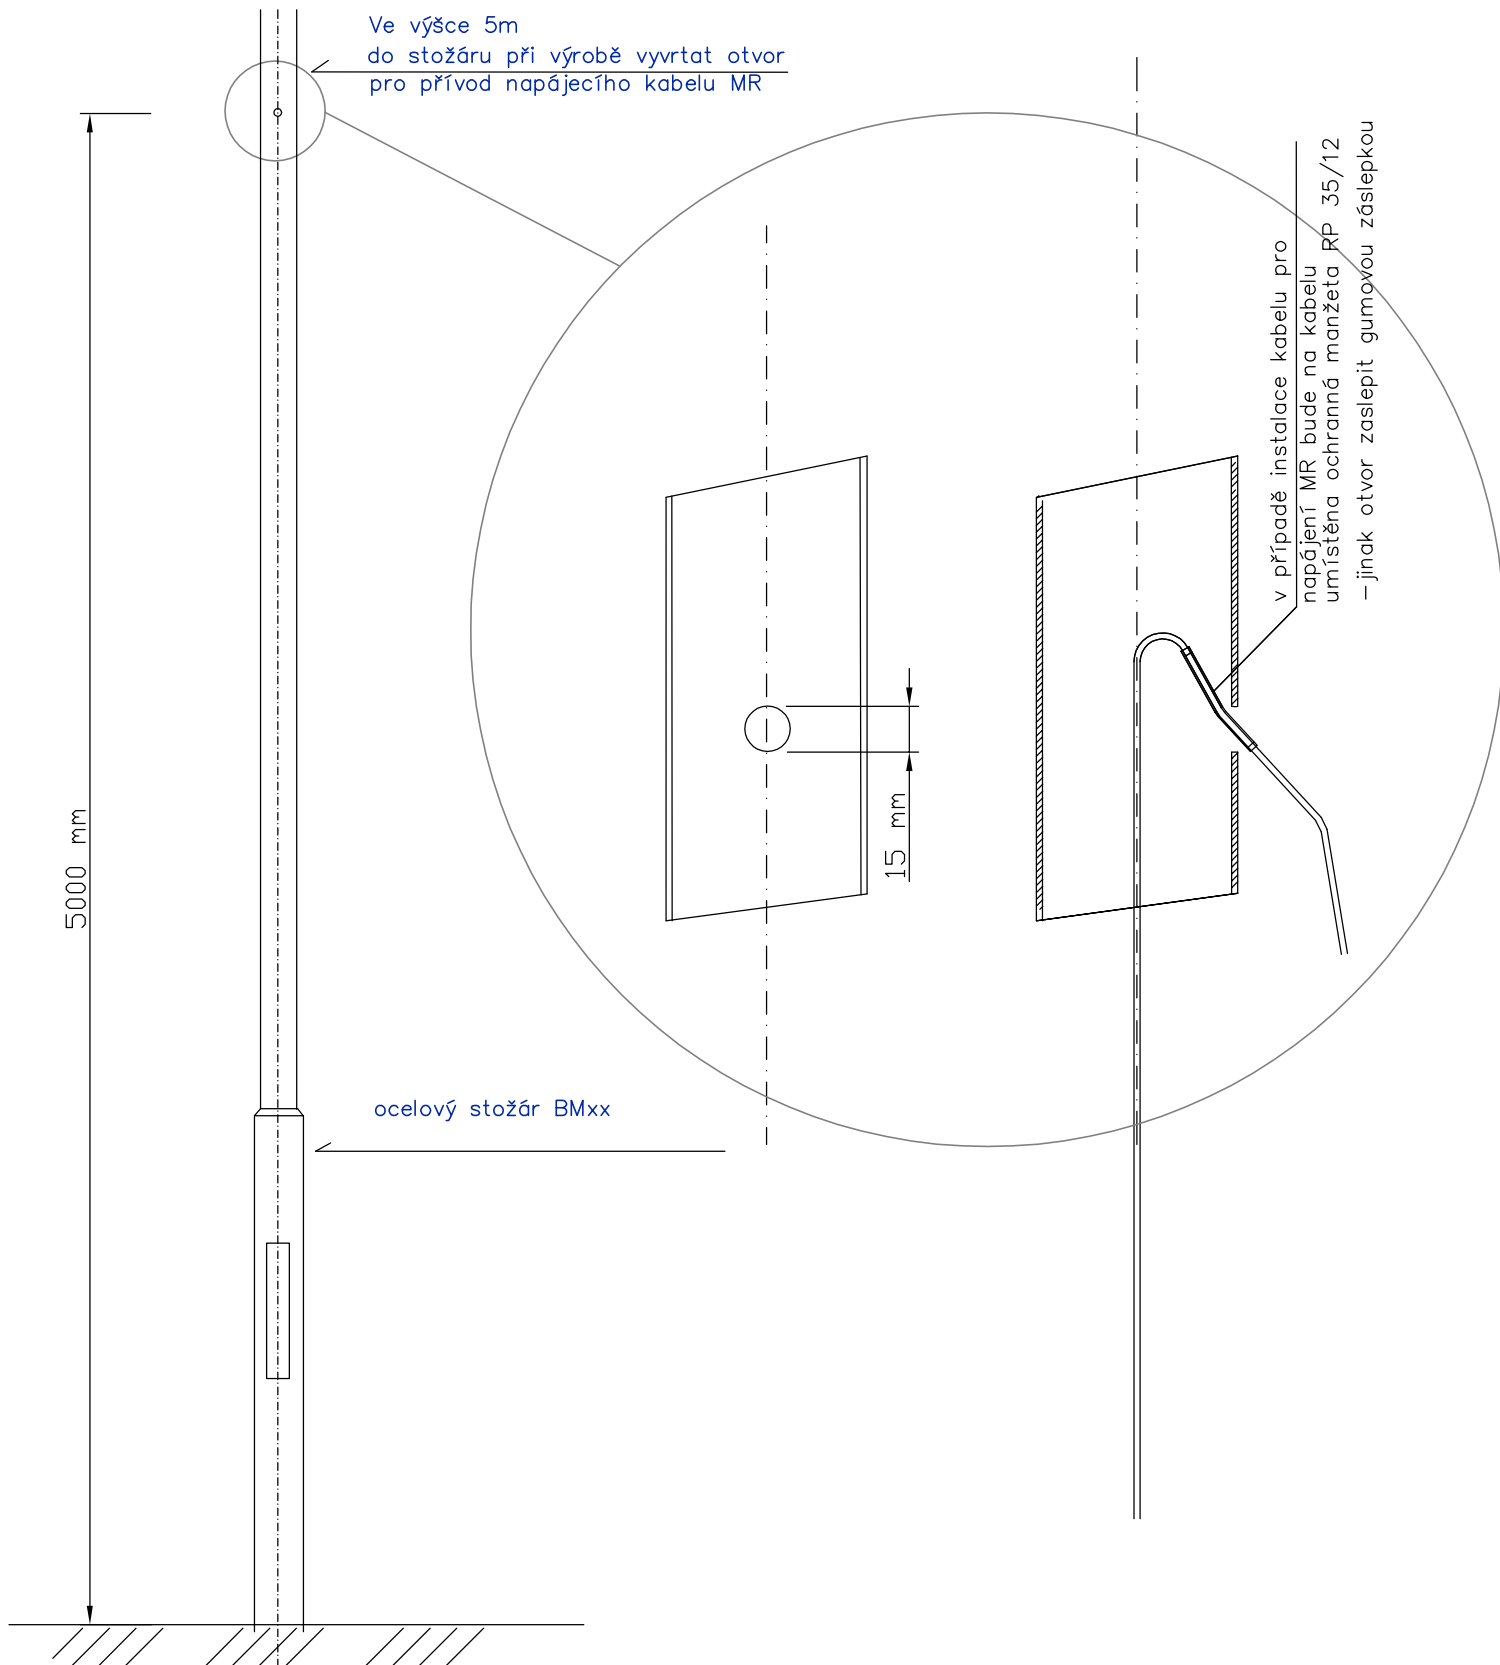 Ve výšce 5m
do stožáru při výrobě vyvrtat otvor
pro přívod napájecího kabelu MR
v případě instalace kabelu pro
napájení MR bude na kabelu
umístěna ochranná manžeta RP 35/12
–jinak otvor zaslepit gumovou záslepkou
5000 mm
15 mm
ocelový stožár BMxx